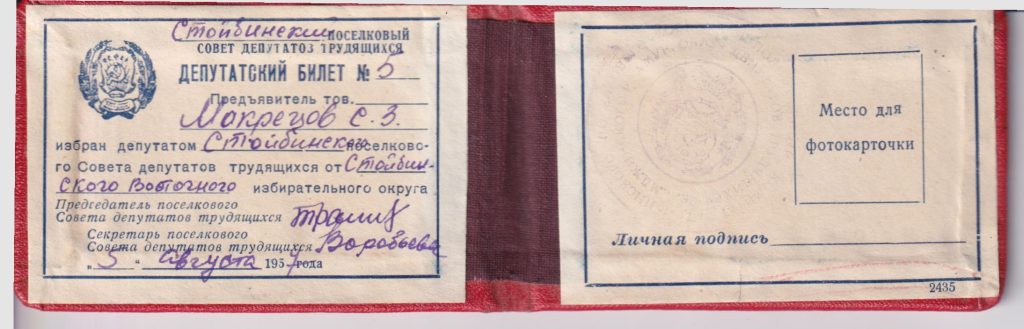 Стойбинский ПОСЕЛКОВЫЙ
СОВЕТ ДЕПУТАТОВ ТРУДЯЩИХСЯ
ДЕПУТАТСКИЙ БИЛЕТ № 5
Предъявитель тов.
Макрецов С. З.
избран депутатом Стойбинского поселково-
го Совета депутатов трудящихся от Стойбин-
ского Восточного избирательного округа
Председатель поселкового
Совета депутатов трудящихся
Секретарь поселкового
Совета депутатов трудящихся Воробьева
„5“ августа 1957 года
Место для
фотокарточки
Личная подпись
2435